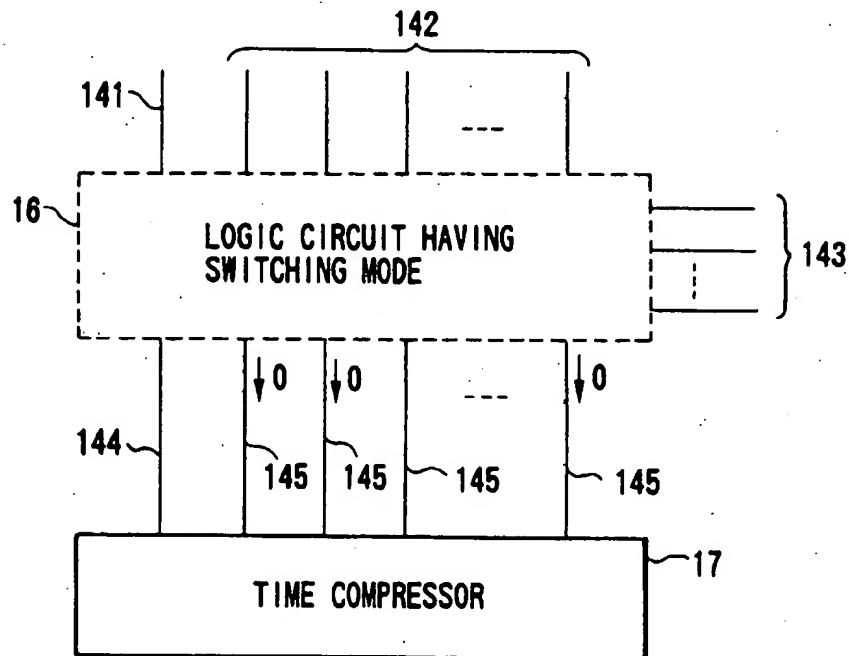 142
141
16
LOGIC CIRCUIT HAVING
SWITCHING MODE
143
0 0 0
144
145 145 145 145
17
TIME COMPRESSOR